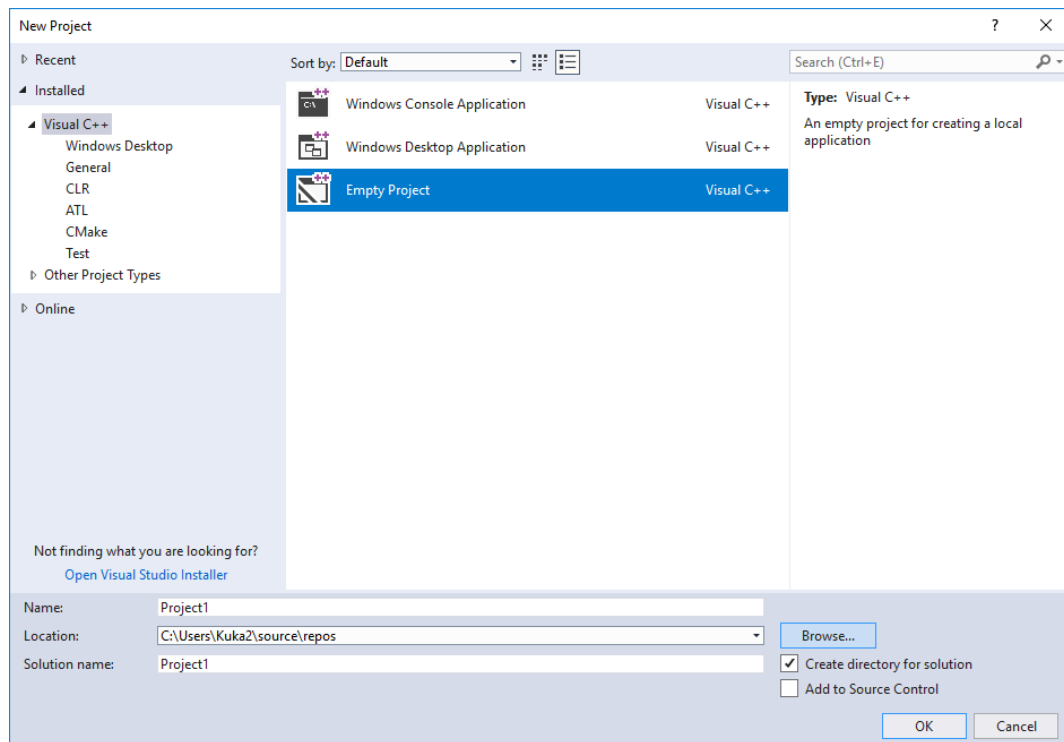 New Project
?
Recent
Installed
Visual C++
Windows Desktop
General
CLR
ATL
CMake
Test
Other Project Types
Online
Not finding what you are looking for?
Open Visual Studio Installer
Sort by: Default
Windows Console Application Visual C++
Windows Desktop Application Visual C++
Empty Project Visual C++
Search (Ctrl+E)
Type: Visual C++
An empty project for creating a local
application
Name: Project1
Location: C:\Users\Kuka2\source\repos Browse...
Solution name: Project1
Create directory for solution
Add to Source Control
OK Cancel